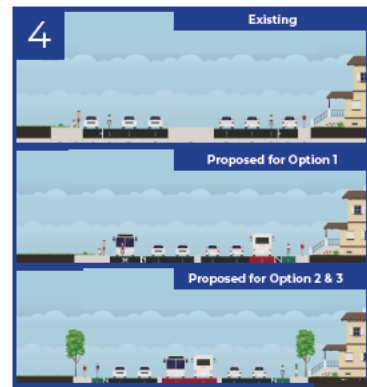 4
Existing
Proposed for Option 1
Proposed for Option 2 & 3